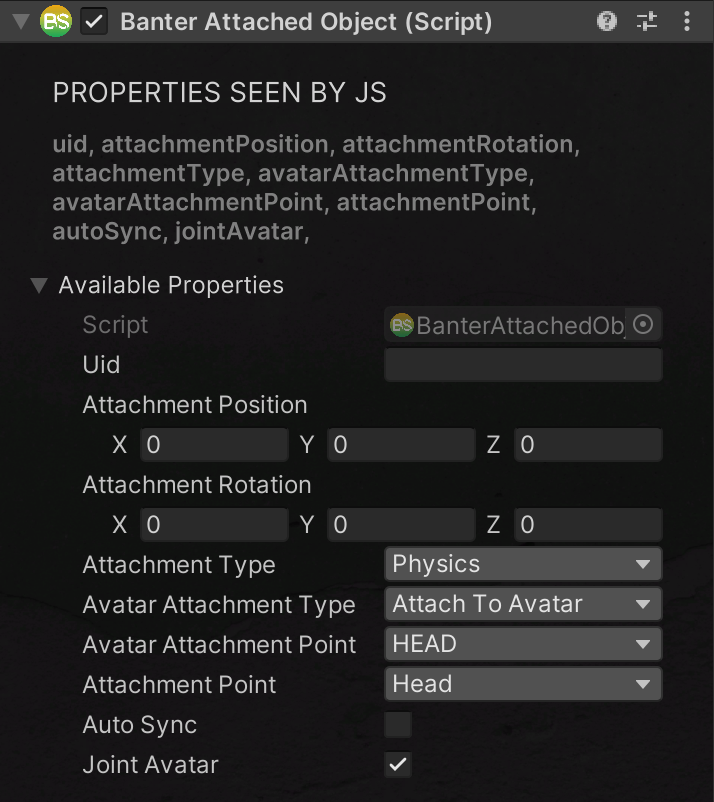 BS Banter Attached Object (Script)
PROPERTIES SEEN BY JS
uid, attachmentPosition, attachmentRotation,
attachmentType, avatarAttachmentType,
avatarAttachmentPoint, attachmentPoint,
autoSync, jointAvatar,
Available Properties
Script BS BanterAttachedOb
Uid
Attachment Position
X 0 Y 0 Z 0
Attachment Rotation
X 0 Y 0 Z 0
Attachment Type Physics
Avatar Attachment Type Attach To Avatar
Avatar Attachment Point HEAD
Attachment Point Head
Auto Sync
Joint Avatar